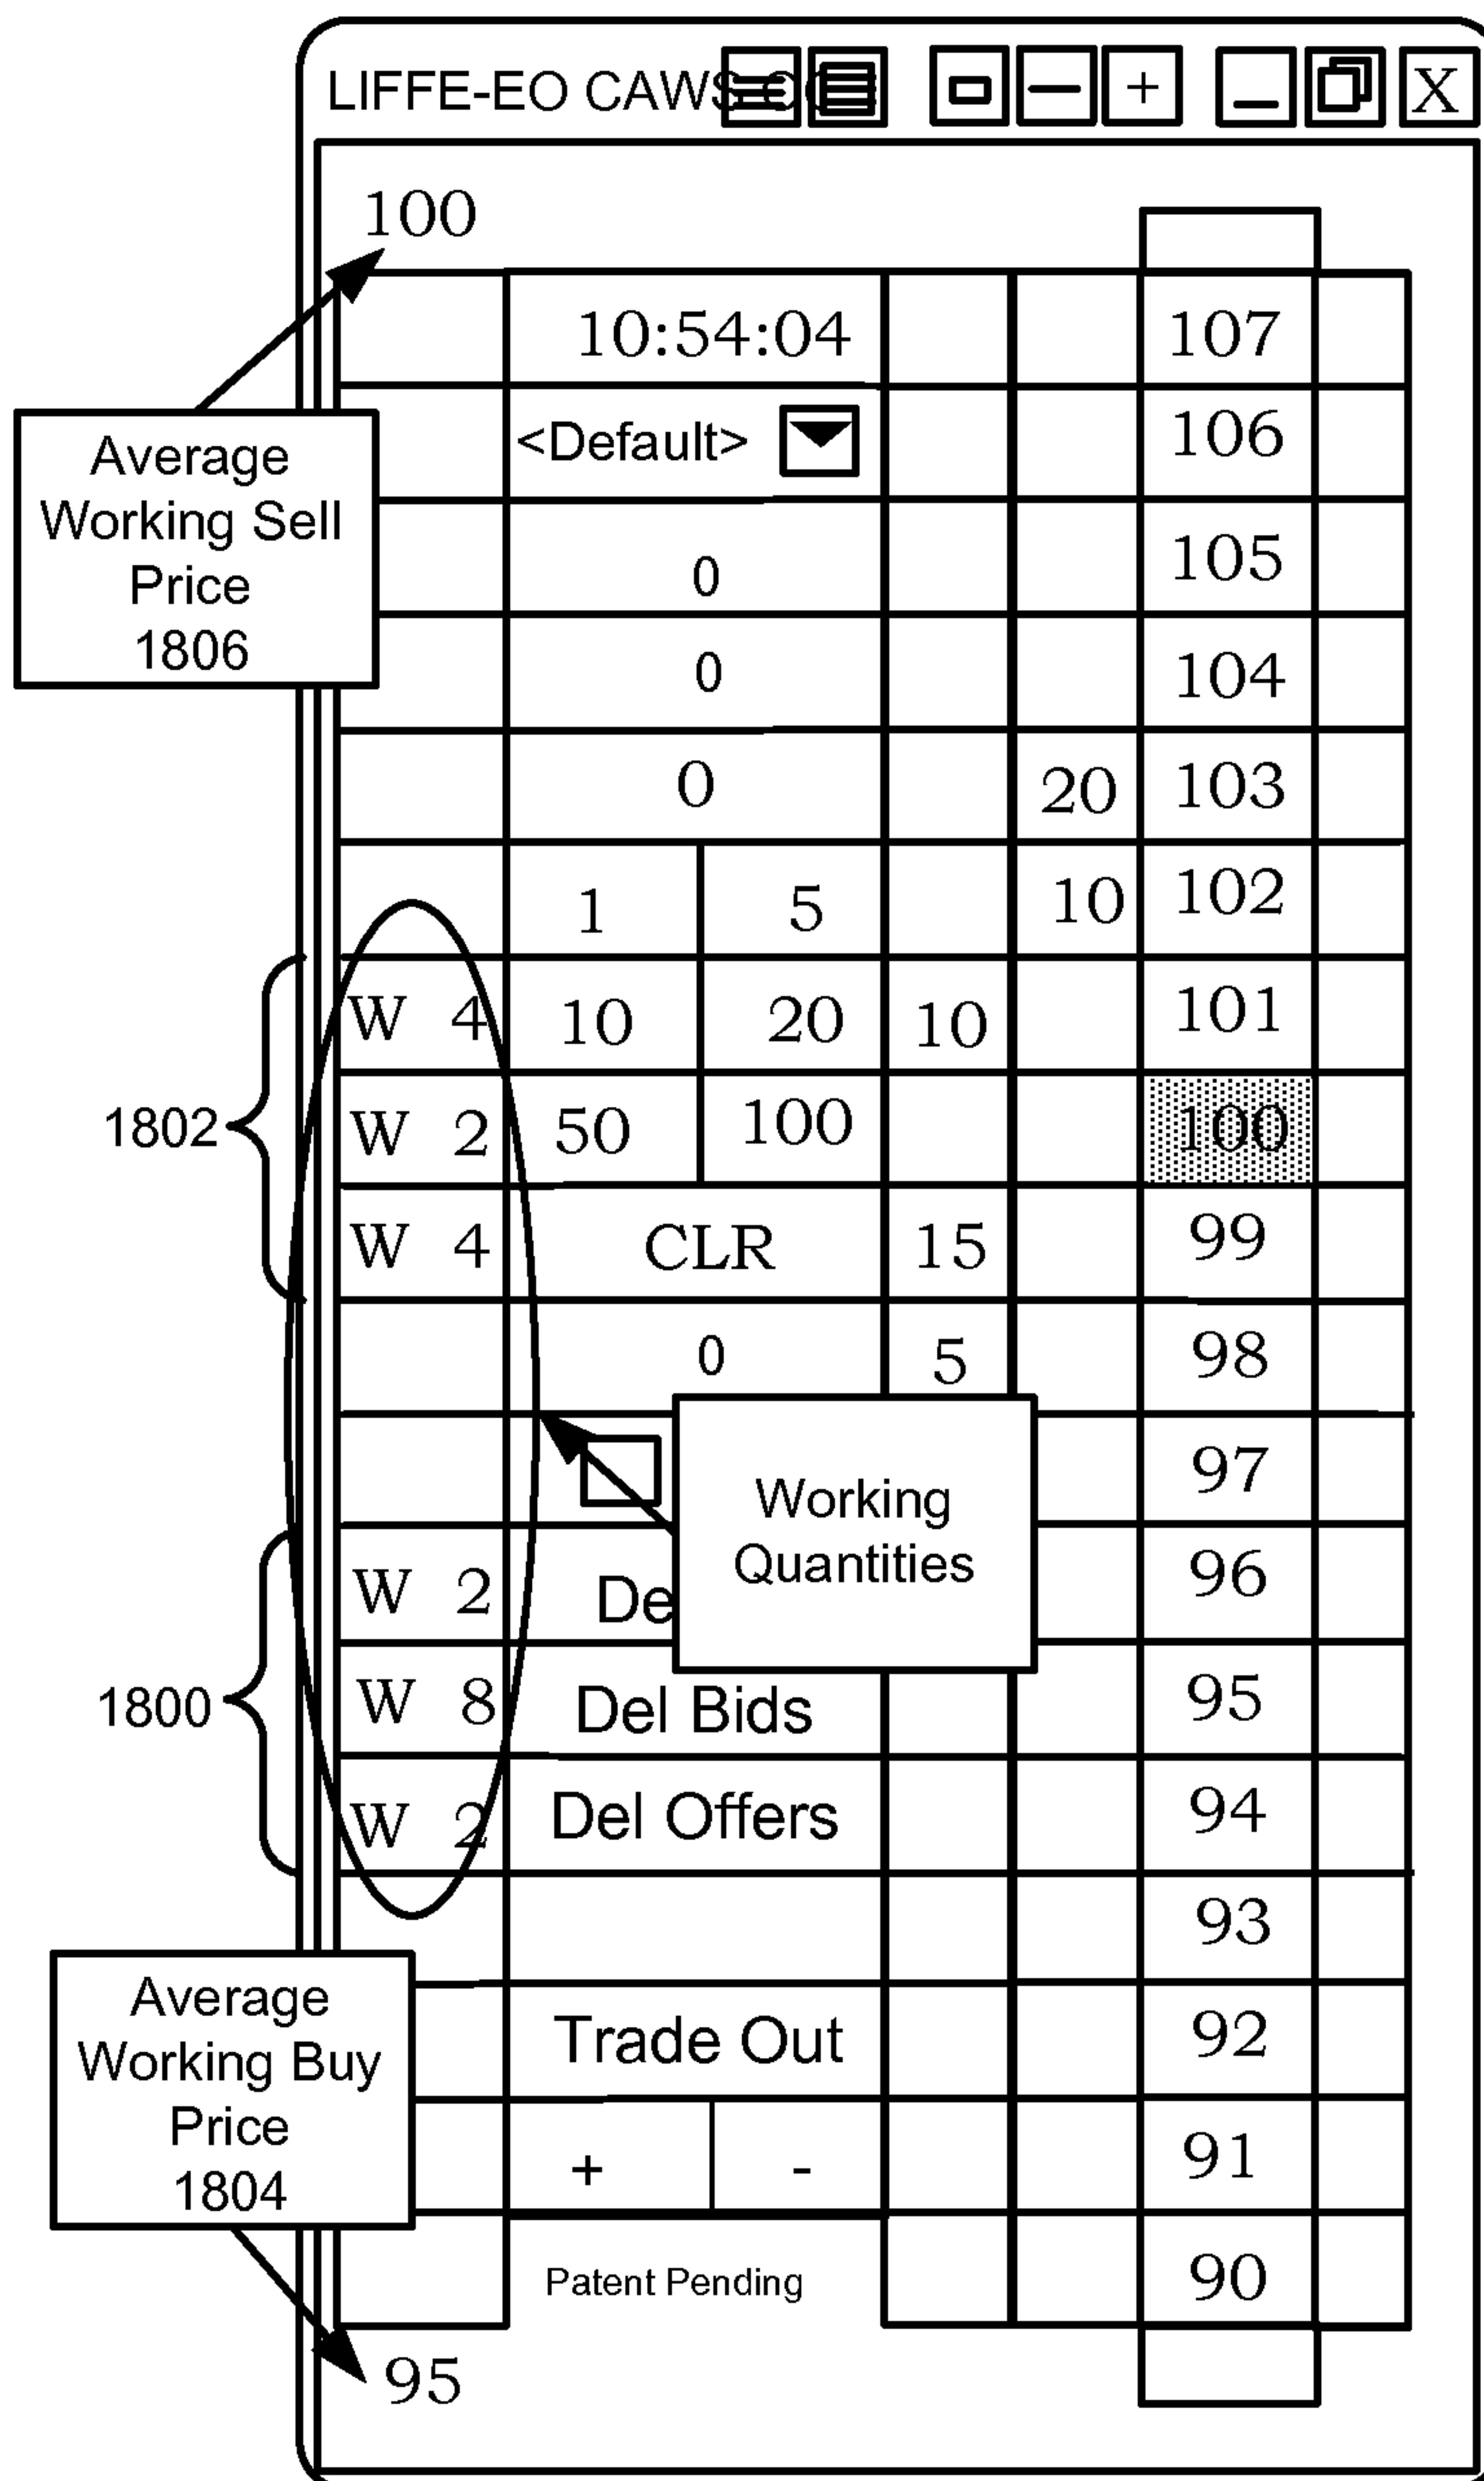 LIFFE-EO CAW
100
10:54:04 107
<Default> 106
0 105
0 104
0 20 103
1 5 10 102
W 4 10 20 10 101
W 2 50 100 100
W 4 CLR 15 99
0 5 98
97
W 2 De 96
W 8 Del Bids 95
W 2 Del Offers 94
93
Trade Out 92
+ - 91
Patent Pending 90
95
Average
Working Sell
Price
1806
1802
Working
Quantities
1800
Average
Working Buy
Price
1804
+
X